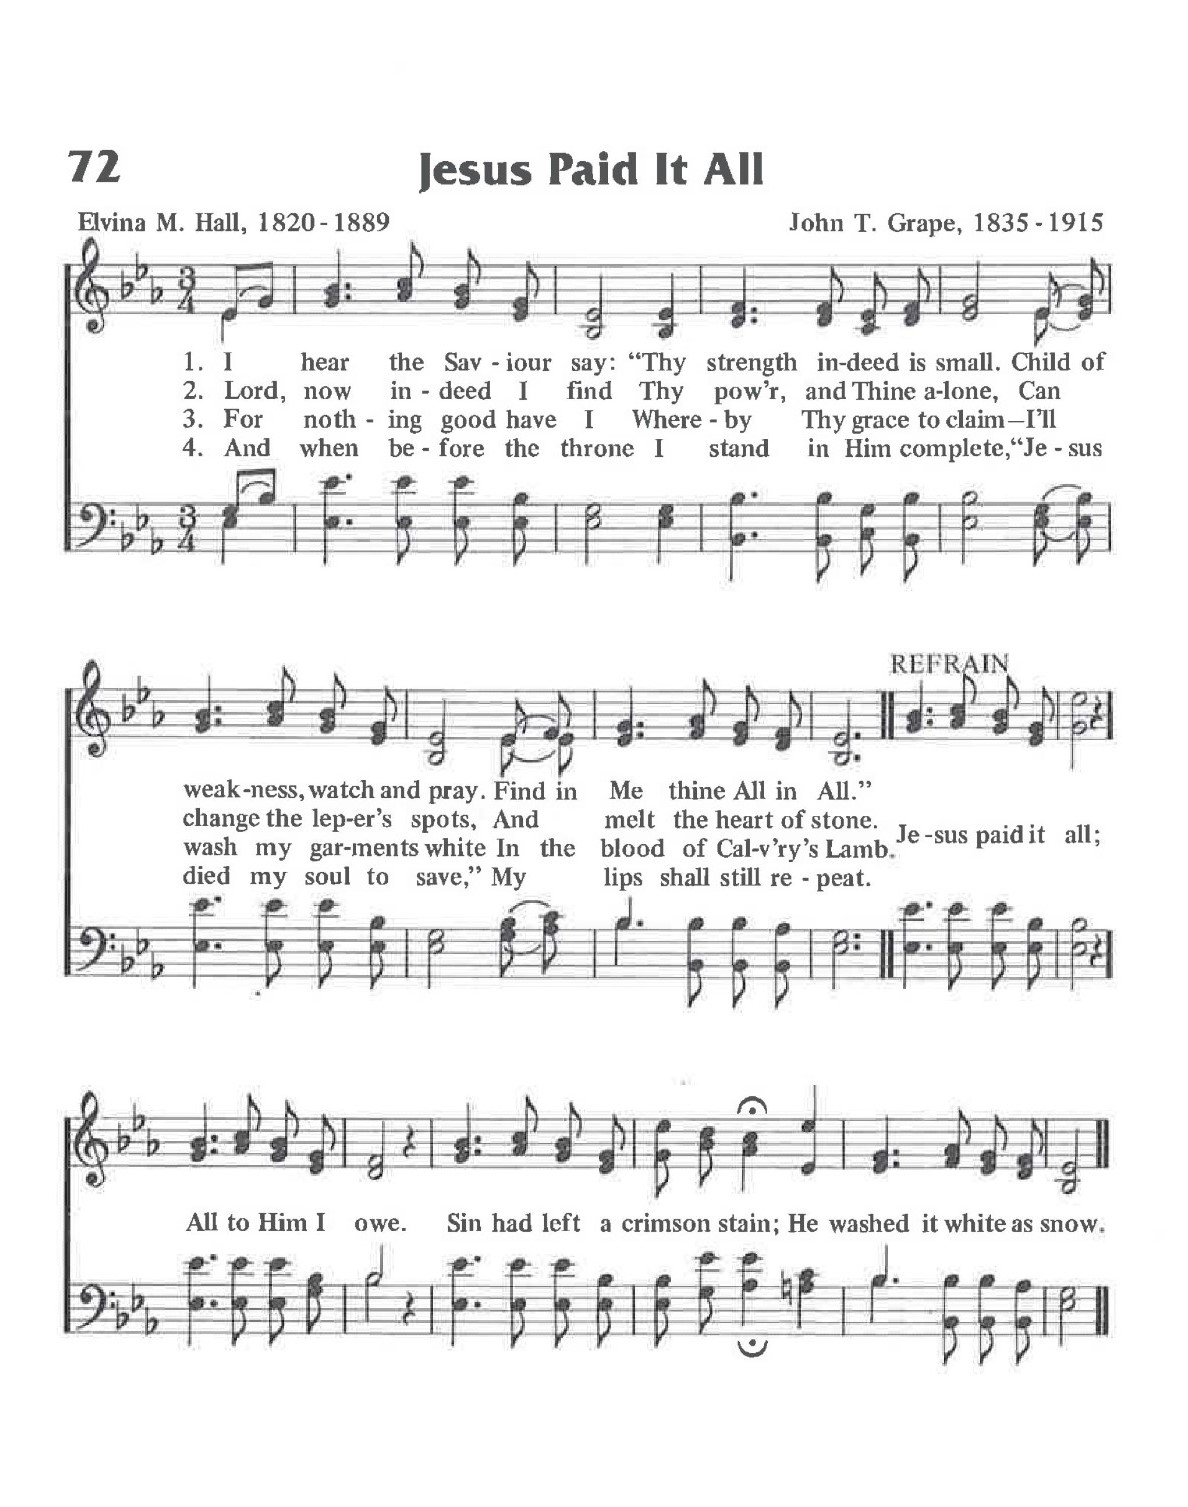 72
Jesus Paid It All
Elvina M. Hall, 1820-1889
John T. Grape, 1835-1915
1. I hear the Sav - iour say: “Thy strength in-deed is small. Child of
2. Lord, now in - deed I find Thy pow’r, and Thine a-lone, Can
3. For noth - ing good have I Where - by Thy grace to claim—I’ll
4. And when be - fore the throne I stand in Him complete, “Je - sus
REFRAIN
weak-ness, watch and pray. Find in Me thine All in All.”
change the lep-er’s spots, And melt the heart of stone.
wash my gar-ments white In the blood of Cal-v’ry’s Lamb.
died my soul to save,” My lips shall still re - peat.
Je -sus paid it all;
All to Him I owe. Sin had left a crimson stain; He washed it white as snow.